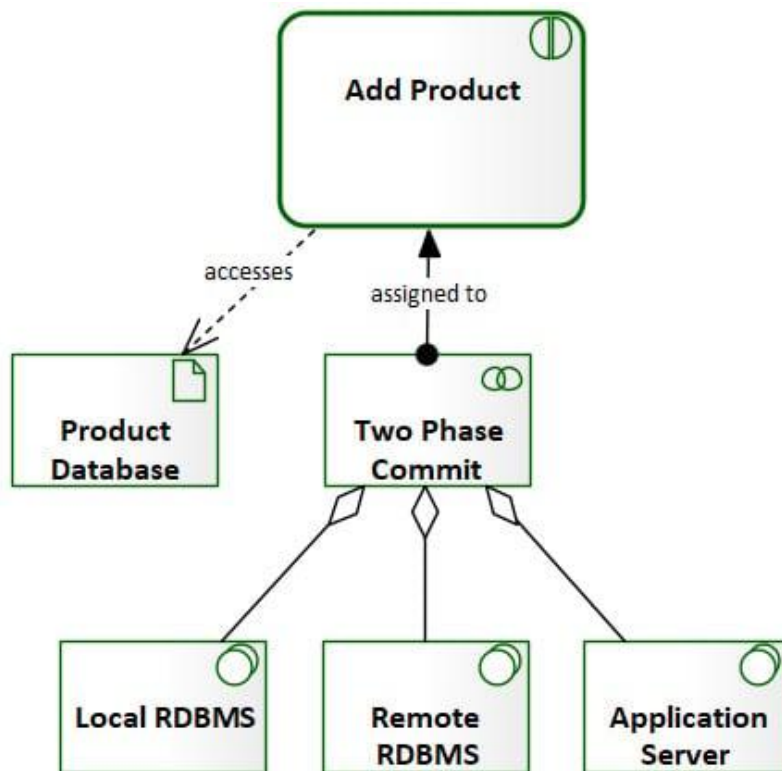 Add Product
accesses
assigned to
Product
Database
Two Phase
Commit
Local RDBMS
Remote
RDBMS
Application
Server